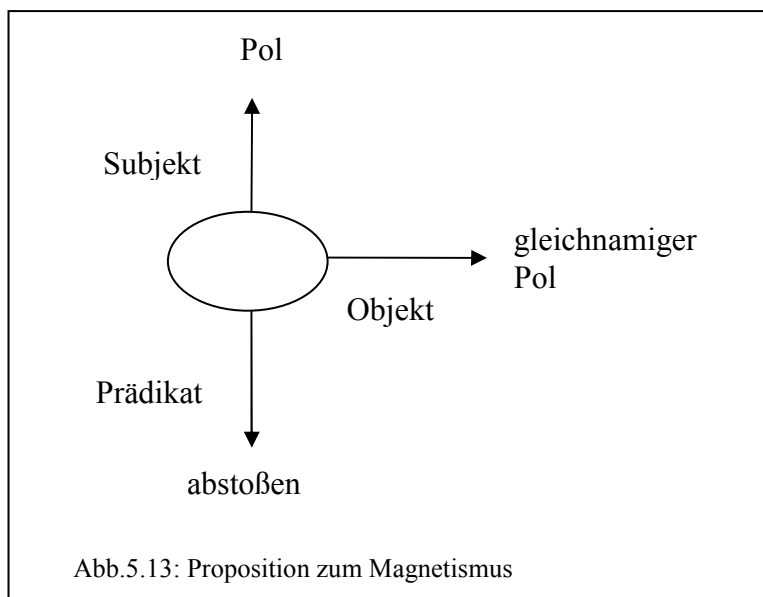 Pol
Subjekt
gleichnamiger
Pol
Objekt
Prädikat
abstoßen
Abb.5.13: Proposition zum Magnetismus